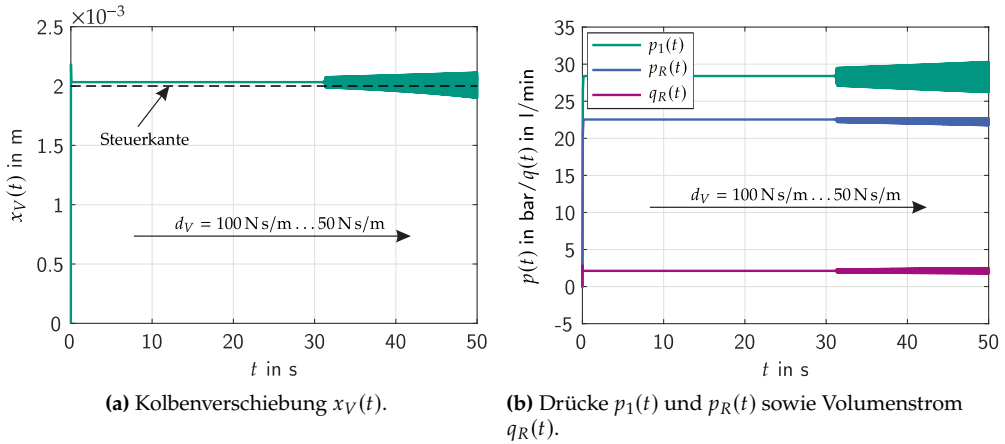 ×10⁻³
2.5
2
1.5
1
0.5
0
0 10 20 30 40 50
x_V(t) in m
t in s
Steuerkante
d_V = 100 N s/m … 50 N s/m
(a) Kolbenverschiebung x_V(t).
35
30
25
20
15
10
5
0
-5
0 10 20 30 40 50
p(t) in bar/q(t) in l/min
t in s
p₁(t)
p_R(t)
q_R(t)
d_V = 100 N s/m … 50 N s/m
(b) Drücke p₁(t) und p_R(t) sowie Volumenstrom
q_R(t).